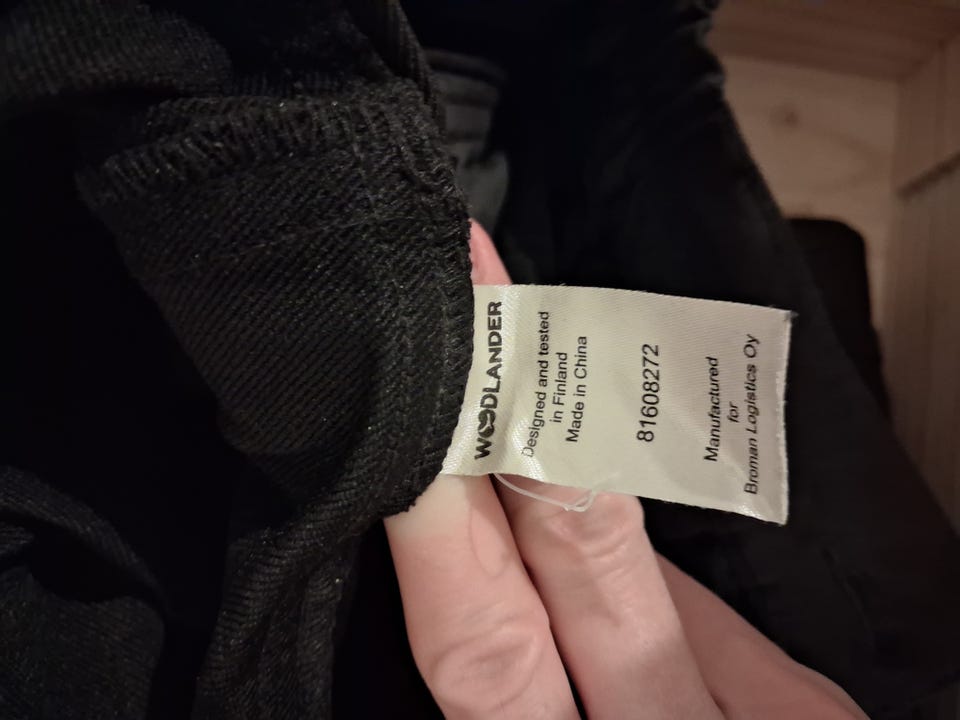 WOODLANDER
Designed and tested
in Finland
Made in China
81608272
Manufactured
for
Broman Logistics Oy